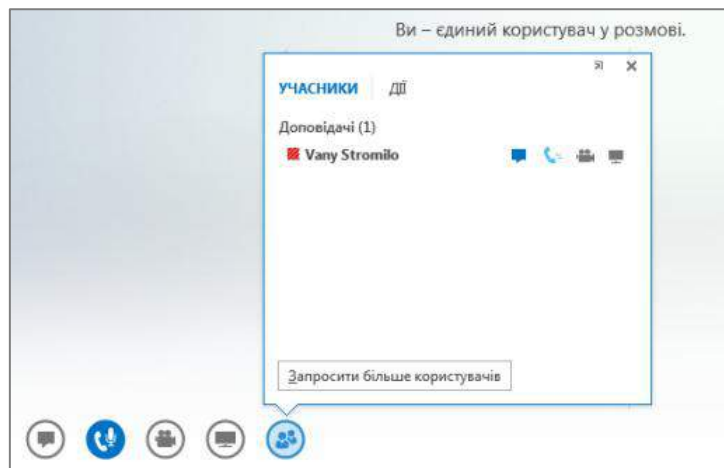 Ви – єдиний користувач у розмові.
УЧАСНИКИ ДІЇ
Доповідачі (1)
Vany Stromilo
Запросити більше користувачів